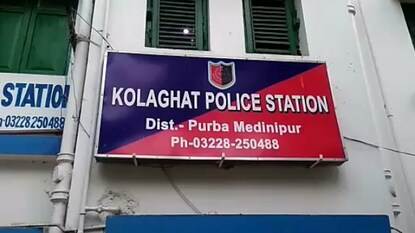 KOLAGHAT POLICE STATION
Dist.- Purba Medinipur
Ph-03228-250488
STATION
03228-250488